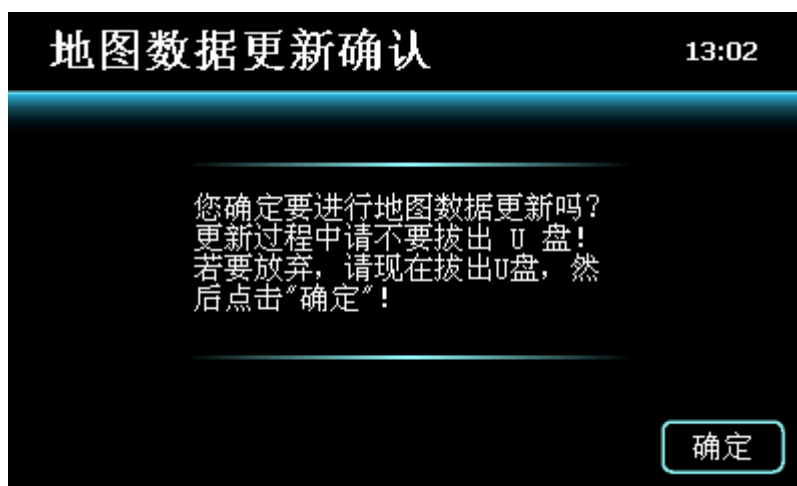 地图数据更新确认
13:02
您确定要进行地图数据更新吗?
更新过程中请不要拔出 U 盘!
若要放弃，请现在拔出U盘，然
后点击"确定"!
确定